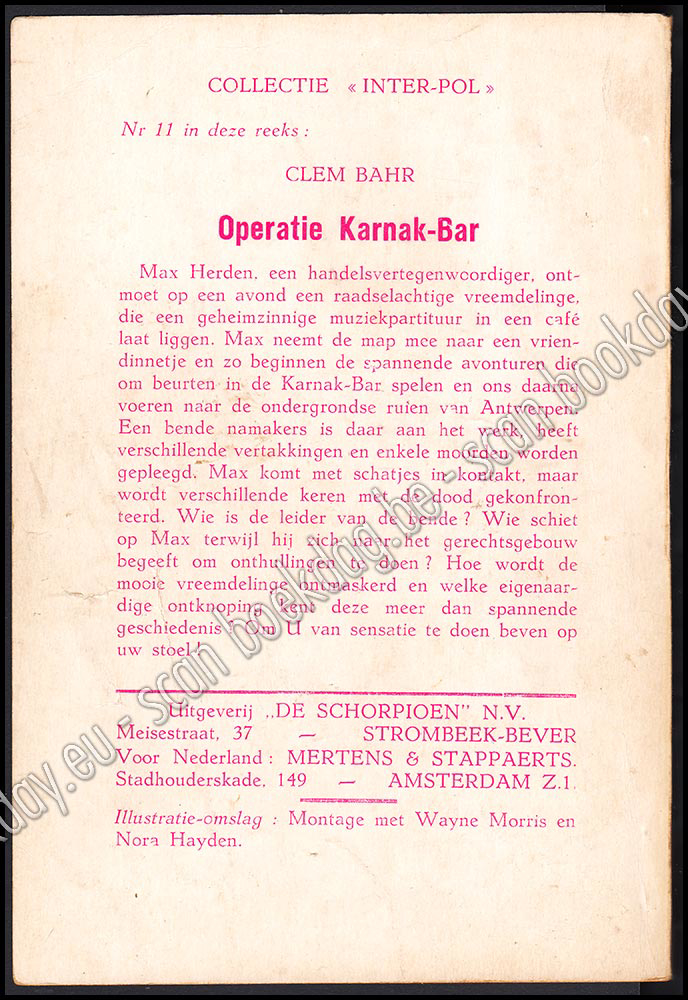 COLLECTIE « INTER-POL »
Nr 11 in deze reeks :
CLEM BAHR
Operatie Karnak-Bar
Max Herden, een handelsvertegenwoordiger, ont-
moet op een avond een raadselachtige vreemdelinge,
die een geheimzinnige muziekpartituur in een café
laat liggen. Max neemt de map mee naar een vrien-
dinnetje en zo beginnen de spannende avonturen die
om beurten in de Karnak-Bar spelen en ons daarna
voeren naar de ondergrondse ruien van Antwerpen.
Een bende namakers is daar aan het werk, heeft
verschillende vertakkingen en enkele moorden worden
gepleegd. Max komt met schatjes in kontakt, maar
wordt verschillende keren met de dood gekonfron-
teerd. Wie is de leider van de bende ? Wie schiet
op Max terwijl hij zich naar het gerechtsgebouw
begeeft om onthullingen te doen ? Hoe wordt de
mooie vreemdelinge ontmaskerd en welke eigenaar-
dige ontknoping kent deze meer dan spannende
geschiedenis ? Om U van sensatie te doen beven op
uw stoel !
Uitgeverij „DE SCHORPIOEN" N.V.
Meisestraat, 37 — STROMBEEK-BEVER
Voor Nederland : MERTENS & STAPPAERTS.
Stadhouderskade, 149 — AMSTERDAM Z.1.
Illustratie-omslag : Montage met Wayne Morris en
Nora Hayden.
bookday.eu - scan bookdag.be - scan bookday